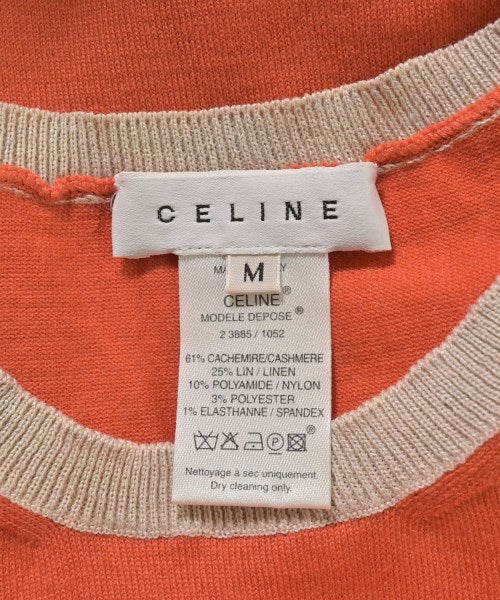 CELINE
M
CELINE®
MODELE DEPOSE®
2 3885 / 1052
61% CACHEMIRE/CASHMERE
25% LIN / LINEN
10% POLYAMIDE / NYLON
3% POLYESTER
1% ELASTHANNE / SPANDEX
P
®
Nettoyage à sec uniquement.
Dry cleaning only.